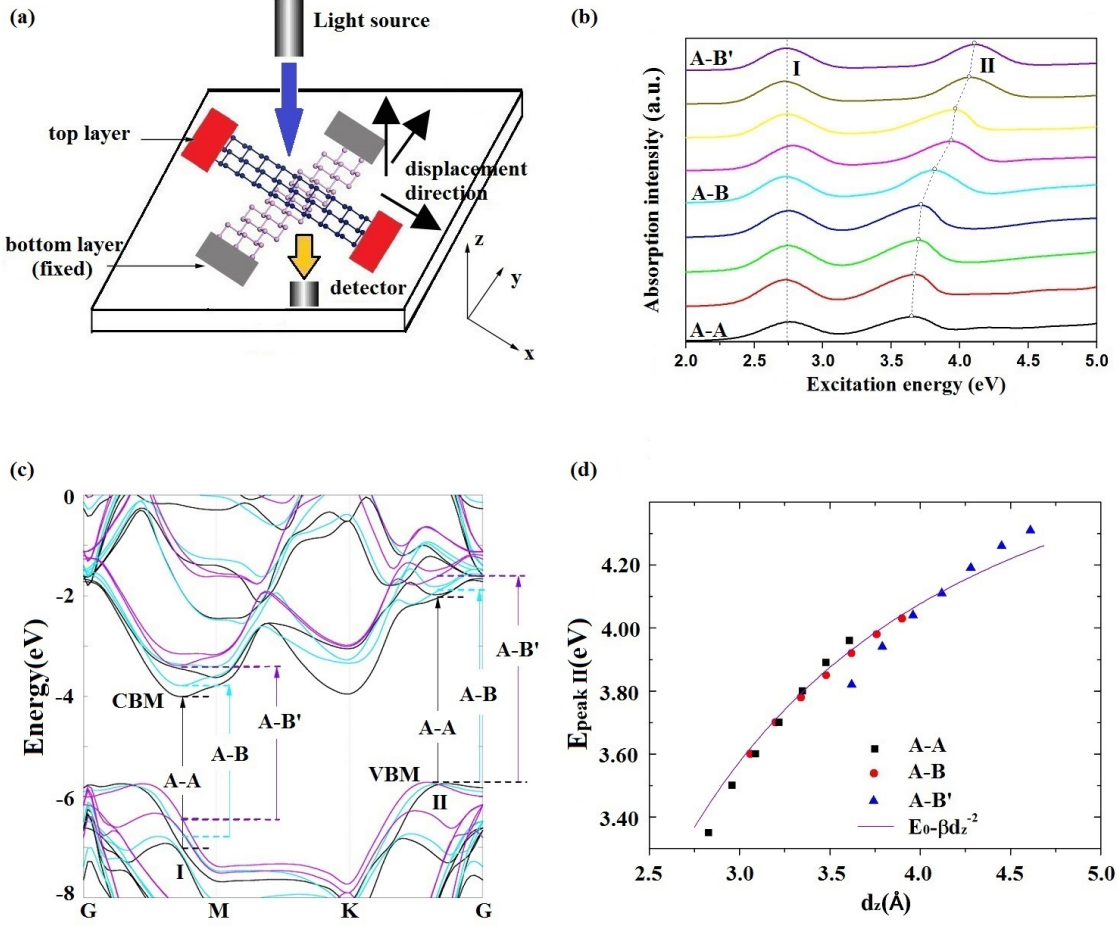 (a)
Light source
top layer
displacement
direction
bottom layer
(fixed)
detector
z
y
x
(b)
Absorption intensity (a.u.)
A-B'
I
II
A-B
A-A
2.0 2.5 3.0 3.5 4.0 4.5 5.0
Excitation energy (eV)
(c)
Energy(eV)
0
-2
-4
-6
-8
CBM
A-A
A-B
A-B'
VBM
A-A
A-B
A-B'
I
II
G M K G
(d)
Epeak II(eV)
4.20
4.00
3.80
3.60
3.40
A-A
A-B
A-B'
E₀-βdz⁻²
2.5 3.0 3.5 4.0 4.5 5.0
dz(Å)